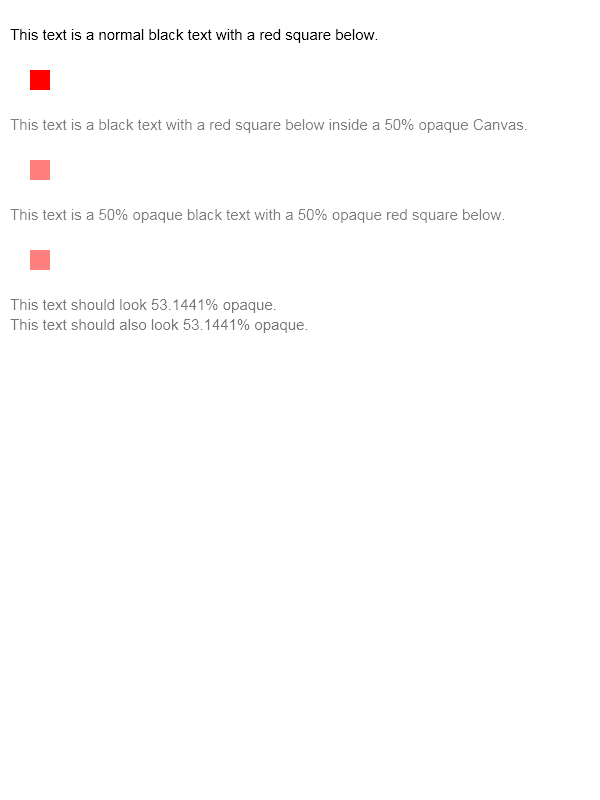 This text is a normal black text with a red square below.
This text is a black text with a red square below inside a 50% opaque Canvas.
This text is a 50% opaque black text with a 50% opaque red square below.
This text should look 53.1441% opaque.
This text should also look 53.1441% opaque.